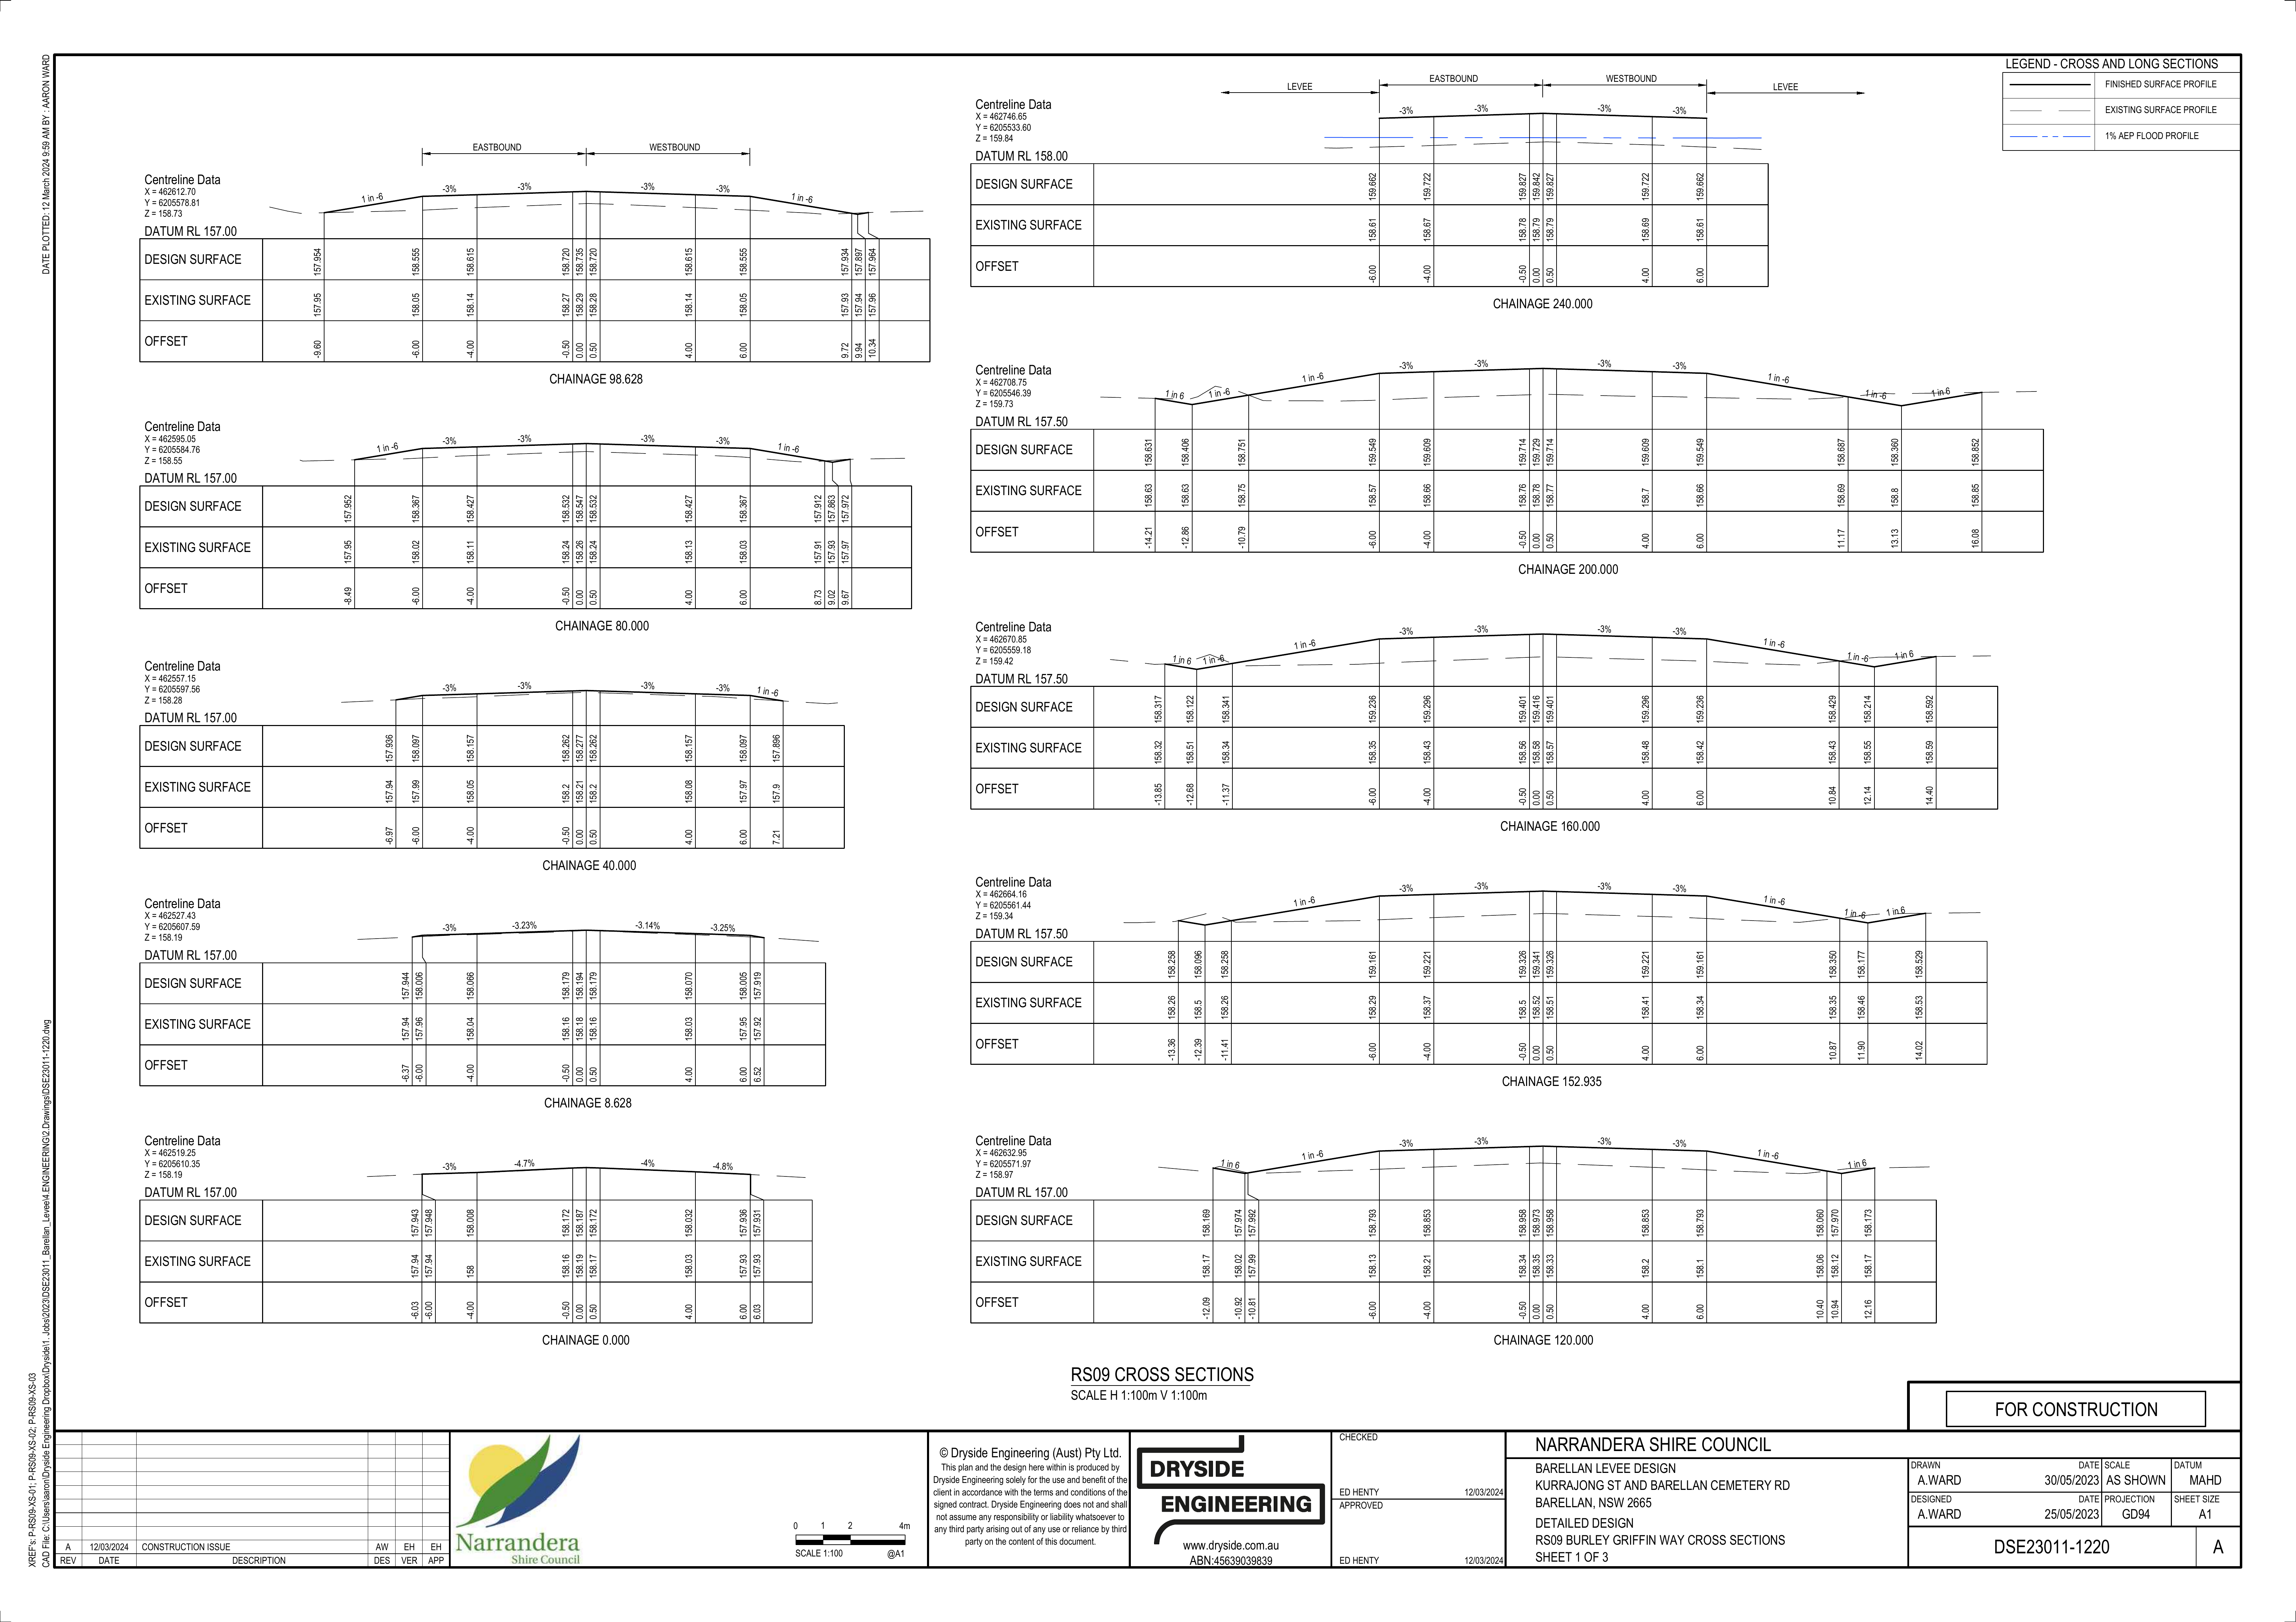 DATE PLOTTED: 12 March 2024 9:59 AM BY : AARON WARD
CAD File: C:\Users\aaron\Dryside Engineering Dropbox\Dryside\1. Jobs\2023\DSE23011_Barellan_Levee\4.ENGINEERING\2.Drawings\DSE23011-1220.dwg
XREF's: P-RS09-XS-01; P-RS09-XS-02; P-RS09-XS-03
LEGEND - CROSS AND LONG SECTIONS
FINISHED SURFACE PROFILE
EXISTING SURFACE PROFILE
1% AEP FLOOD PROFILE
EASTBOUND WESTBOUND
Centreline Data
X = 462612.70
Y = 6205578.81
Z = 158.73
1 in -6 -3% -3% -3% -3% 1 in -6
DATUM RL 157.00
DESIGN SURFACE 157.954 158.555 158.615 158.720 158.735 158.720 158.615 158.555 157.934 157.897 157.964
EXISTING SURFACE 157.95 158.05 158.14 158.27 158.29 158.28 158.14 158.05 157.93 157.94 157.96
OFFSET -9.60 -6.00 -4.00 -0.50 0.00 0.50 4.00 6.00 9.72 9.94 10.34
CHAINAGE 98.628
Centreline Data
X = 462595.05
Y = 6205584.76
Z = 158.55
1 in -6 -3% -3% -3% -3% 1 in -6
DATUM RL 157.00
DESIGN SURFACE 157.952 158.367 158.427 158.532 158.547 158.532 158.427 158.367 157.912 157.863 157.972
EXISTING SURFACE 157.95 158.02 158.11 158.24 158.26 158.24 158.13 158.03 157.91 157.93 157.97
OFFSET -8.49 -6.00 -4.00 -0.50 0.00 0.50 4.00 6.00 8.73 9.02 9.67
CHAINAGE 80.000
Centreline Data
X = 462557.15
Y = 6205597.56
Z = 158.28
-3% -3% -3% -3% 1 in -6
DATUM RL 157.00
DESIGN SURFACE 157.936 158.097 158.157 158.262 158.277 158.262 158.157 158.097 157.896
EXISTING SURFACE 157.94 157.99 158.05 158.2 158.21 158.2 158.08 157.97 157.9
OFFSET -6.97 -6.00 -4.00 -0.50 0.00 0.50 4.00 6.00 7.21
CHAINAGE 40.000
Centreline Data
X = 462527.43
Y = 6205607.59
Z = 158.19
-3% -3.23% -3.14% -3.25%
DATUM RL 157.00
DESIGN SURFACE 157.944 158.006 158.066 158.179 158.194 158.179 158.070 158.005 157.919
EXISTING SURFACE 157.94 157.96 158.04 158.16 158.18 158.16 158.03 157.95 157.92
OFFSET -6.37 -6.00 -4.00 -0.50 0.00 0.50 4.00 6.00 6.52
CHAINAGE 8.628
Centreline Data
X = 462519.25
Y = 6205610.35
Z = 158.19
-3% -4.7% -4% -4.8%
DATUM RL 157.00
DESIGN SURFACE 157.943 157.948 158.008 158.172 158.187 158.172 158.032 157.936 157.931
EXISTING SURFACE 157.94 157.94 158 158.16 158.19 158.17 158.03 157.93 157.93
OFFSET -6.03 -6.00 -4.00 -0.50 0.00 0.50 4.00 6.00 6.03
CHAINAGE 0.000
LEVEE EASTBOUND WESTBOUND LEVEE
Centreline Data
X = 462746.65
Y = 6205533.60
Z = 159.84
-3% -3% -3% -3%
DATUM RL 158.00
DESIGN SURFACE 159.662 159.722 159.827 159.842 159.827 159.722 159.662
EXISTING SURFACE 158.61 158.67 158.78 158.79 158.79 158.69 158.61
OFFSET -6.00 -4.00 -0.50 0.00 0.50 4.00 6.00
CHAINAGE 240.000
Centreline Data
X = 462708.75
Y = 6205546.39
Z = 159.73
1 in 6 1 in -6 1 in -6 -3% -3% -3% -3% 1 in -6 1 in -6 1 in 6
DATUM RL 157.50
DESIGN SURFACE 158.631 158.406 158.751 159.549 159.609 159.714 159.729 159.714 159.609 159.549 158.687 158.360 158.852
EXISTING SURFACE 158.63 158.63 158.75 158.57 158.66 158.76 158.78 158.77 158.7 158.66 158.69 158.8 158.85
OFFSET -14.21 -12.86 -10.79 -6.00 -4.00 -0.50 0.00 0.50 4.00 6.00 11.17 13.13 16.08
CHAINAGE 200.000
Centreline Data
X = 462670.85
Y = 6205559.18
Z = 159.42
1 in 6 1 in -6 1 in -6 -3% -3% -3% -3% 1 in -6 1 in -6 1 in 6
DATUM RL 157.50
DESIGN SURFACE 158.317 158.122 158.341 159.236 159.296 159.401 159.416 159.401 159.296 159.236 158.429 158.214 158.592
EXISTING SURFACE 158.32 158.51 158.34 158.35 158.43 158.56 158.58 158.57 158.48 158.42 158.43 158.55 158.59
OFFSET -13.85 -12.68 -11.37 -6.00 -4.00 -0.50 0.00 0.50 4.00 6.00 10.84 12.14 14.40
CHAINAGE 160.000
Centreline Data
X = 462664.16
Y = 6205561.44
Z = 159.34
1 in -6 -3% -3% -3% -3% 1 in -6 1 in -6 1 in 6
DATUM RL 157.50
DESIGN SURFACE 158.258 158.096 158.258 159.161 159.221 159.326 159.341 159.326 159.221 159.161 158.350 158.177 158.529
EXISTING SURFACE 158.26 158.5 158.26 158.29 158.37 158.5 158.52 158.51 158.41 158.34 158.35 158.46 158.53
OFFSET -13.36 -12.39 -11.41 -6.00 -4.00 -0.50 0.00 0.50 4.00 6.00 10.87 11.90 14.02
CHAINAGE 152.935
Centreline Data
X = 462632.95
Y = 6205571.97
Z = 158.97
1 in 6 1 in -6 -3% -3% -3% -3% 1 in -6 1 in 6
DATUM RL 157.00
DESIGN SURFACE 158.169 157.974 157.992 158.793 158.853 158.958 158.973 158.958 158.853 158.793 158.060 157.970 158.173
EXISTING SURFACE 158.17 158.02 157.99 158.13 158.21 158.34 158.35 158.33 158.2 158.1 158.06 158.12 158.17
OFFSET -12.09 -10.92 -10.81 -6.00 -4.00 -0.50 0.00 0.50 4.00 6.00 10.40 10.94 12.16
CHAINAGE 120.000
RS09 CROSS SECTIONS
SCALE H 1:100m V 1:100m
FOR CONSTRUCTION
A 12/03/2024 CONSTRUCTION ISSUE AW EH EH
REV DATE DESCRIPTION DES VER APP
Narrandera
Shire Council
0 1 2 4m
SCALE 1:100 @A1
© Dryside Engineering (Aust) Pty Ltd.
This plan and the design here within is produced by
Dryside Engineering solely for the use and benefit of the
client in accordance with the terms and conditions of the
signed contract. Dryside Engineering does not and shall
not assume any responsibility or liability whatsoever to
any third party arising out of any use or reliance by third
party on the content of this document.
DRYSIDE
ENGINEERING
www.dryside.com.au
ABN:45639039839
CHECKED
ED HENTY 12/03/2024
APPROVED
ED HENTY 12/03/2024
NARRANDERA SHIRE COUNCIL
BARELLAN LEVEE DESIGN
KURRAJONG ST AND BARELLAN CEMETERY RD
BARELLAN, NSW 2665
DETAILED DESIGN
RS09 BURLEY GRIFFIN WAY CROSS SECTIONS
SHEET 1 OF 3
DRAWN DATE SCALE DATUM
A.WARD 30/05/2023 AS SHOWN MAHD
DESIGNED DATE PROJECTION SHEET SIZE
A.WARD 25/05/2023 GD94 A1
DSE23011-1220 A